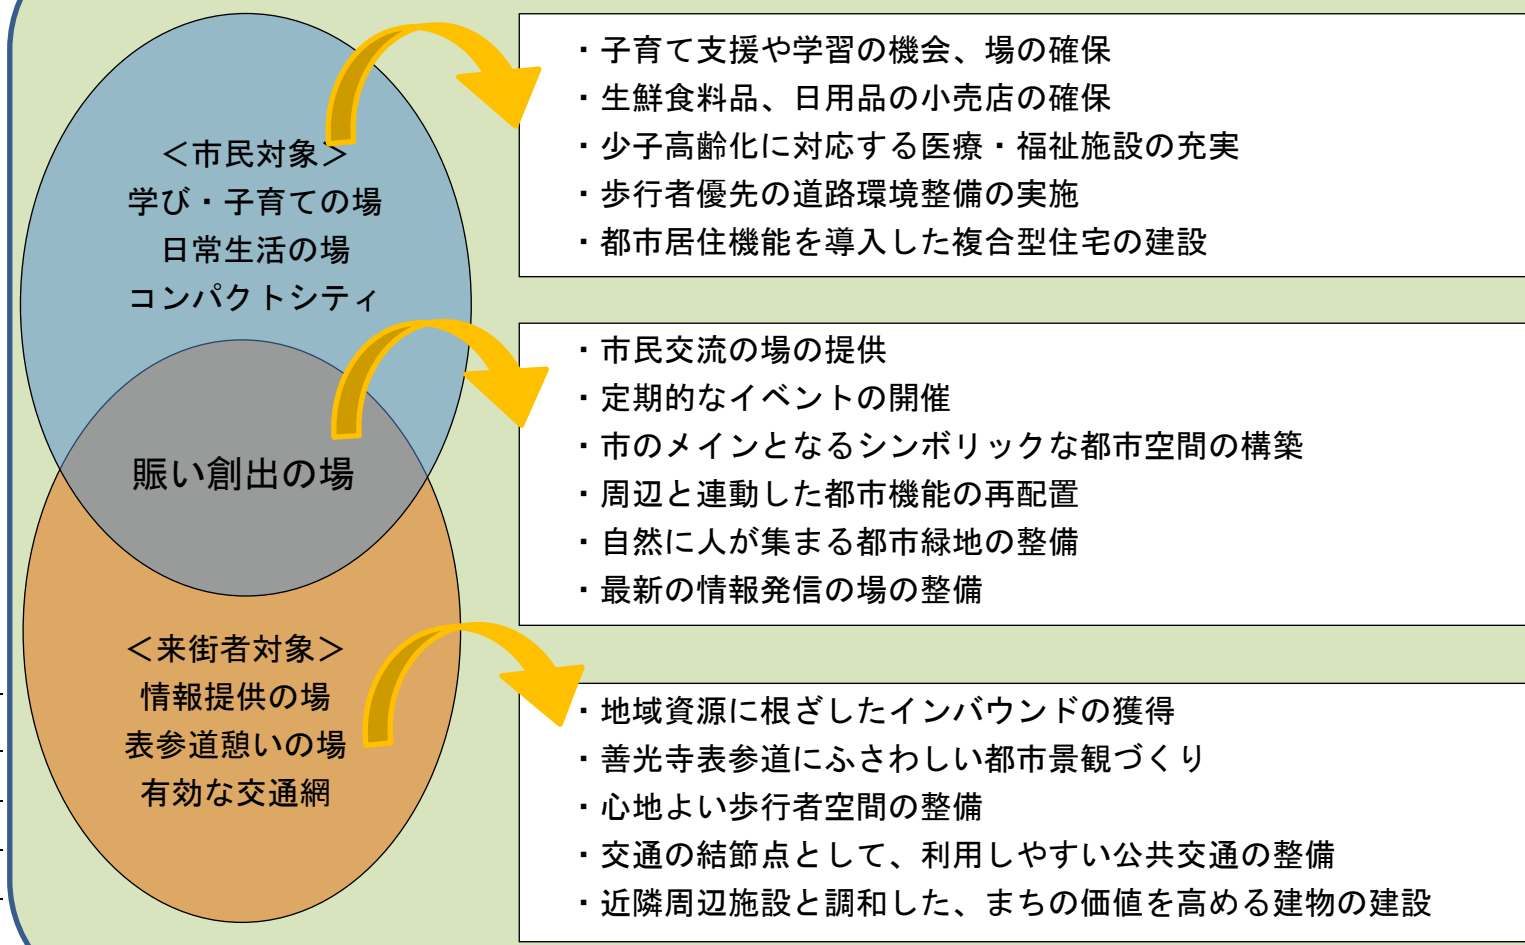 ＜市民対象＞
学び・子育ての場
日常生活の場
コンパクトシティ
・子育て支援や学習の機会、場の確保
・生鮮食料品、日用品の小売店の確保
・少子高齢化に対応する医療・福祉施設の充実
・歩行者優先の道路環境整備の実施
・都市居住機能を導入した複合型住宅の建設
賑い創出の場
・市民交流の場の提供
・定期的なイベントの開催
・市のメインとなるシンボリックな都市空間の構築
・周辺と連動した都市機能の再配置
・自然に人が集まる都市緑地の整備
・最新の情報発信の場の整備
＜来街者対象＞
情報提供の場
表参道憩いの場
有効な交通網
・地域資源に根ざしたインバウンドの獲得
・善光寺表参道にふさわしい都市景観づくり
・心地よい歩行者空間の整備
・交通の結節点として、利用しやすい公共交通の整備
・近隣周辺施設と調和した、まちの価値を高める建物の建設